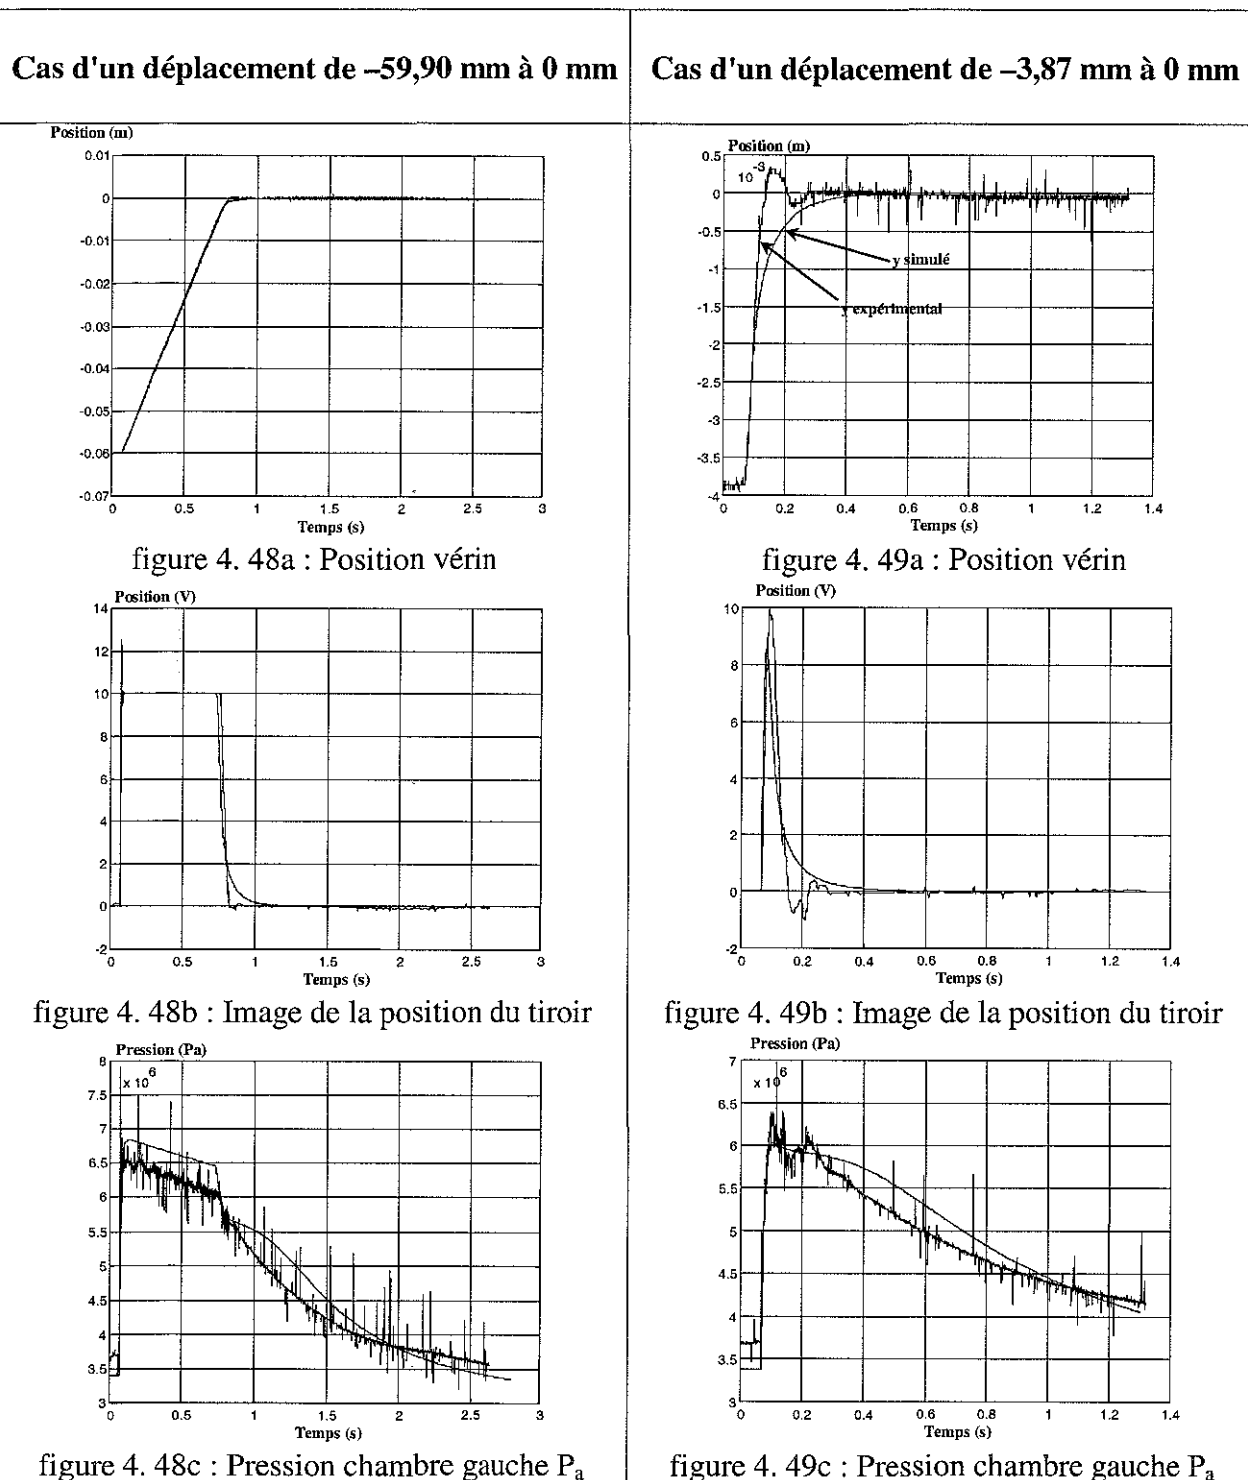 Cas d'un déplacement de –59,90 mm à 0 mm
Cas d'un déplacement de –3,87 mm à 0 mm
Position (m)
0.01
0
-0.01
-0.02
-0.03
-0.04
-0.05
-0.06
-0.07
0 0.5 1 1.5 2 2.5 3
Temps (s)
figure 4. 48a : Position vérin
Position (m)
10 -3
0.5
0
-0.5
-1
-1.5
-2
-2.5
-3
-3.5
-4
y simulé
y expérimental
0 0.2 0.4 0.6 0.8 1 1.2 1.4
Temps (s)
figure 4. 49a : Position vérin
Position (V)
14
12
10
8
6
4
2
0
-2
0 0.5 1 1.5 2 2.5 3
Temps (s)
figure 4. 48b : Image de la position du tiroir
Position (V)
10
8
6
4
2
0
-2
0 0.2 0.4 0.6 0.8 1 1.2 1.4
Temps (s)
figure 4. 49b : Image de la position du tiroir
Pression (Pa)
x 10 6
8
7.5
7
6.5
6
5.5
5
4.5
4
3.5
3
0 0.5 1 1.5 2 2.5 3
Temps (s)
figure 4. 48c : Pression chambre gauche Pa
Pression (Pa)
x 10 6
7
6.5
6
5.5
5
4.5
4
3.5
3
0 0.2 0.4 0.6 0.8 1 1.2 1.4
Temps (s)
figure 4. 49c : Pression chambre gauche Pa